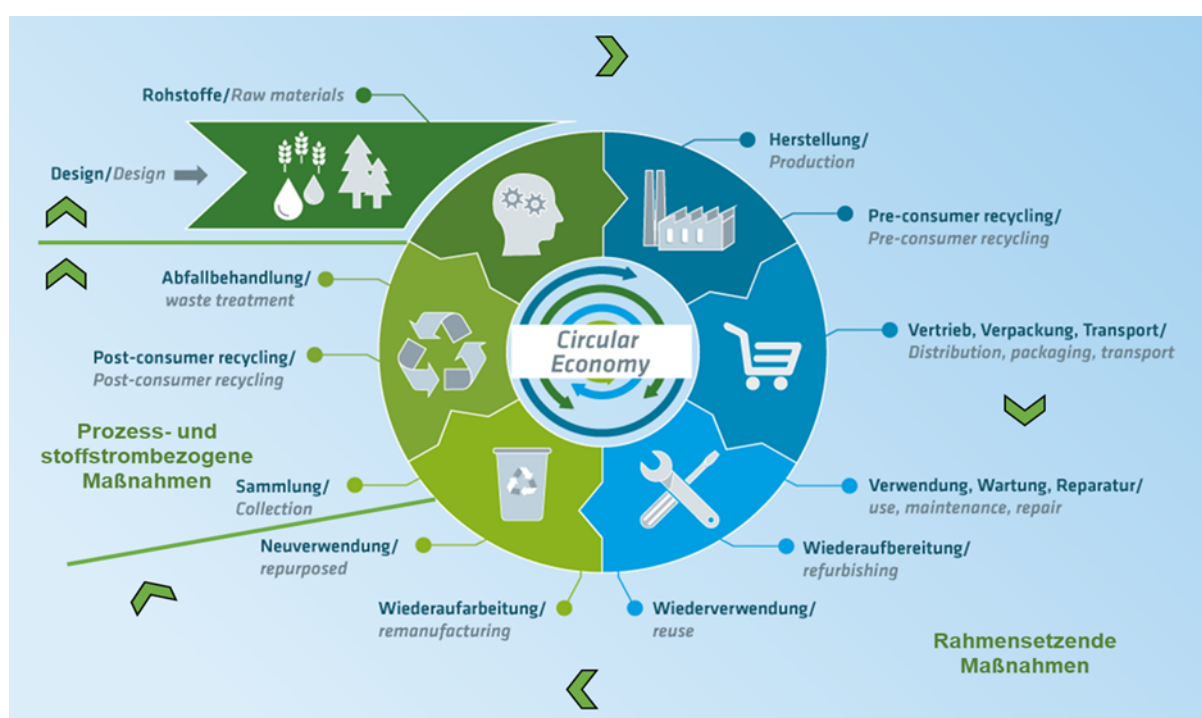 Rohstoffe/Raw materials
Design/Design
Herstellung/
Production
Pre-consumer recycling/
Pre-consumer recycling
Vertrieb, Verpackung, Transport/
Distribution, packaging, transport
Verwendung, Wartung, Reparatur/
use, maintenance, repair
Wiederaufbereitung/
refurbishing
Wiederverwendung/
reuse
Wiederaufarbeitung/
remanufacturing
Neuverwendung/
repurposed
Sammlung/
Collection
Post-consumer recycling/
Post-consumer recycling
Abfallbehandlung/
waste treatment
Circular
Economy
Prozess- und
stoffstrombezogene
Maßnahmen
Rahmensetzende
Maßnahmen